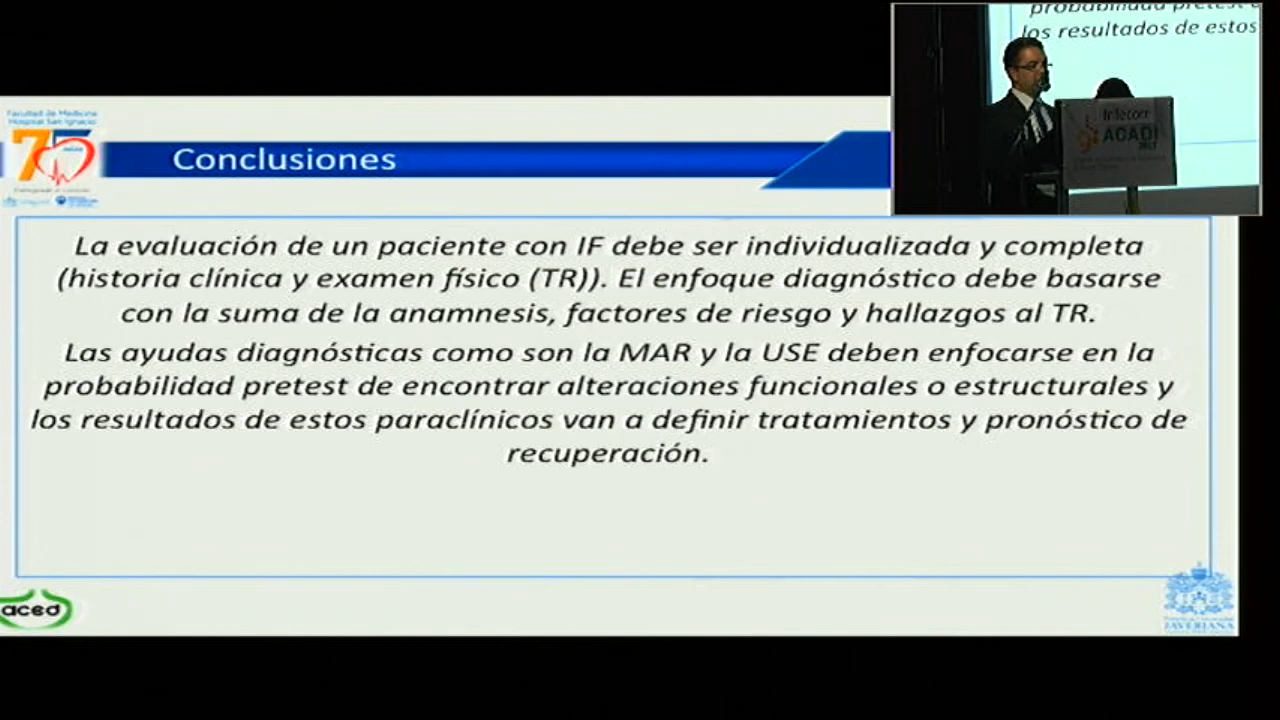 probabilidad pretest
los resultados de estos
Infecorr
ACADI
2017
Facultad de Medicina
Hospital San Ignacio
75
Conclusiones
La evaluación de un paciente con IF debe ser individualizada y completa
(historia clínica y examen físico (TR)). El enfoque diagnóstico debe basarse
con la suma de la anamnesis, factores de riesgo y hallazgos al TR.
Las ayudas diagnósticas como son la MAR y la USE deben enfocarse en la
probabilidad pretest de encontrar alteraciones funcionales o estructurales y
los resultados de estos paraclínicos van a definir tratamientos y pronóstico de
recuperación.
aced
JAVERIANA